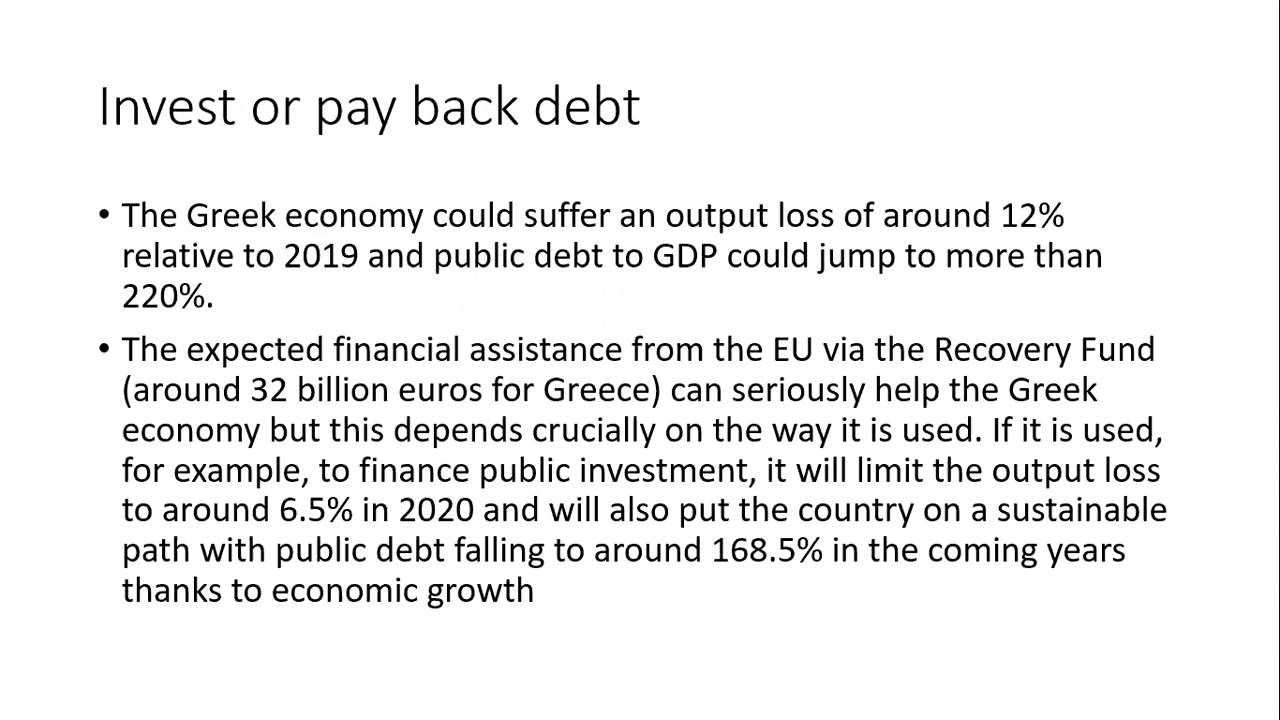 Invest or pay back debt
• The Greek economy could suffer an output loss of around 12%
relative to 2019 and public debt to GDP could jump to more than
220%.
• The expected financial assistance from the EU via the Recovery Fund
(around 32 billion euros for Greece) can seriously help the Greek
economy but this depends crucially on the way it is used. If it is used,
for example, to finance public investment, it will limit the output loss
to around 6.5% in 2020 and will also put the country on a sustainable
path with public debt falling to around 168.5% in the coming years
thanks to economic growth